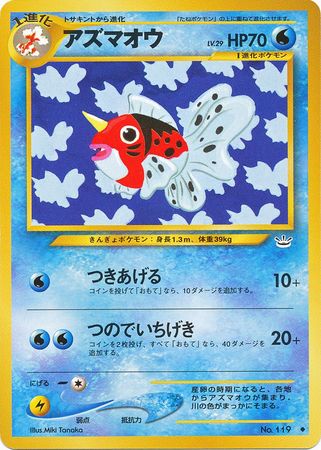 1進化
トサキントから進化
「たねポケモン」の上に重ねて進化させます。
アズマオウ LV.29 HP70
1進化ポケモン
きんぎょポケモン：身長1.3m、体重39kg
つきあげる 10+
コインを投げて「おもて」なら、10ダメージを追加する。
つのでいちげき 20+
コインを2枚投げ、すべて「おもて」なら、40ダメージを追加する。
にげる
弱点 抵抗力
産卵の時期になると、各地
からアズマオウが集まり、
川の色がまっかにそまる。
Illus.Miki Tanaka
No.119